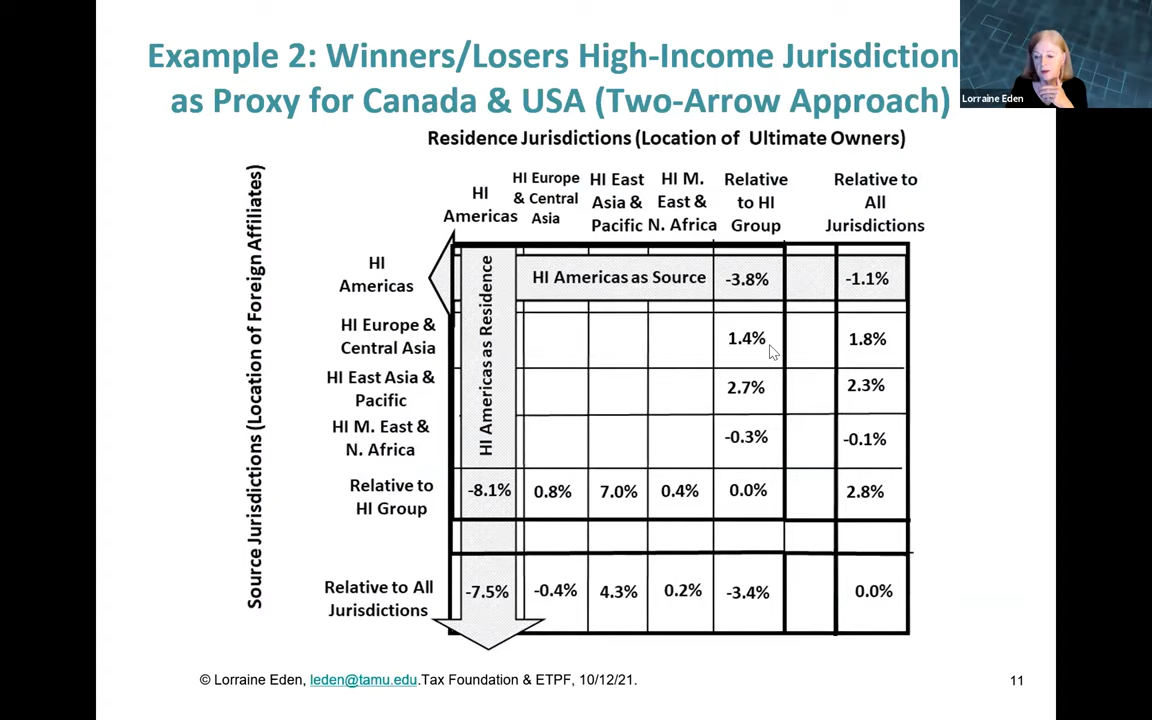 Example 2: Winners/Losers High-Income Jurisdiction
as Proxy for Canada & USA (Two-Arrow Approach)
Lorraine Eden
Residence Jurisdictions (Location of Ultimate Owners)
Source Jurisdictions (Location of Foreign Affiliates)
HI
Americas
HI Europe
& Central
Asia
HI East
Asia &
Pacific
HI M.
East &
N. Africa
Relative
to HI
Group
Relative to
All
Jurisdictions
HI
Americas
HI Americas as Residence
HI Americas as Source
-3.8%
-1.1%
HI Europe &
Central Asia
1.4%
1.8%
HI East Asia &
Pacific
2.7%
2.3%
HI M. East &
N. Africa
-0.3%
-0.1%
Relative to
HI Group
-8.1%
0.8%
7.0%
0.4%
0.0%
2.8%
Relative to All
Jurisdictions
-7.5%
-0.4%
4.3%
0.2%
-3.4%
0.0%
© Lorraine Eden, leden@tamu.edu.Tax Foundation & ETPF, 10/12/21.
11